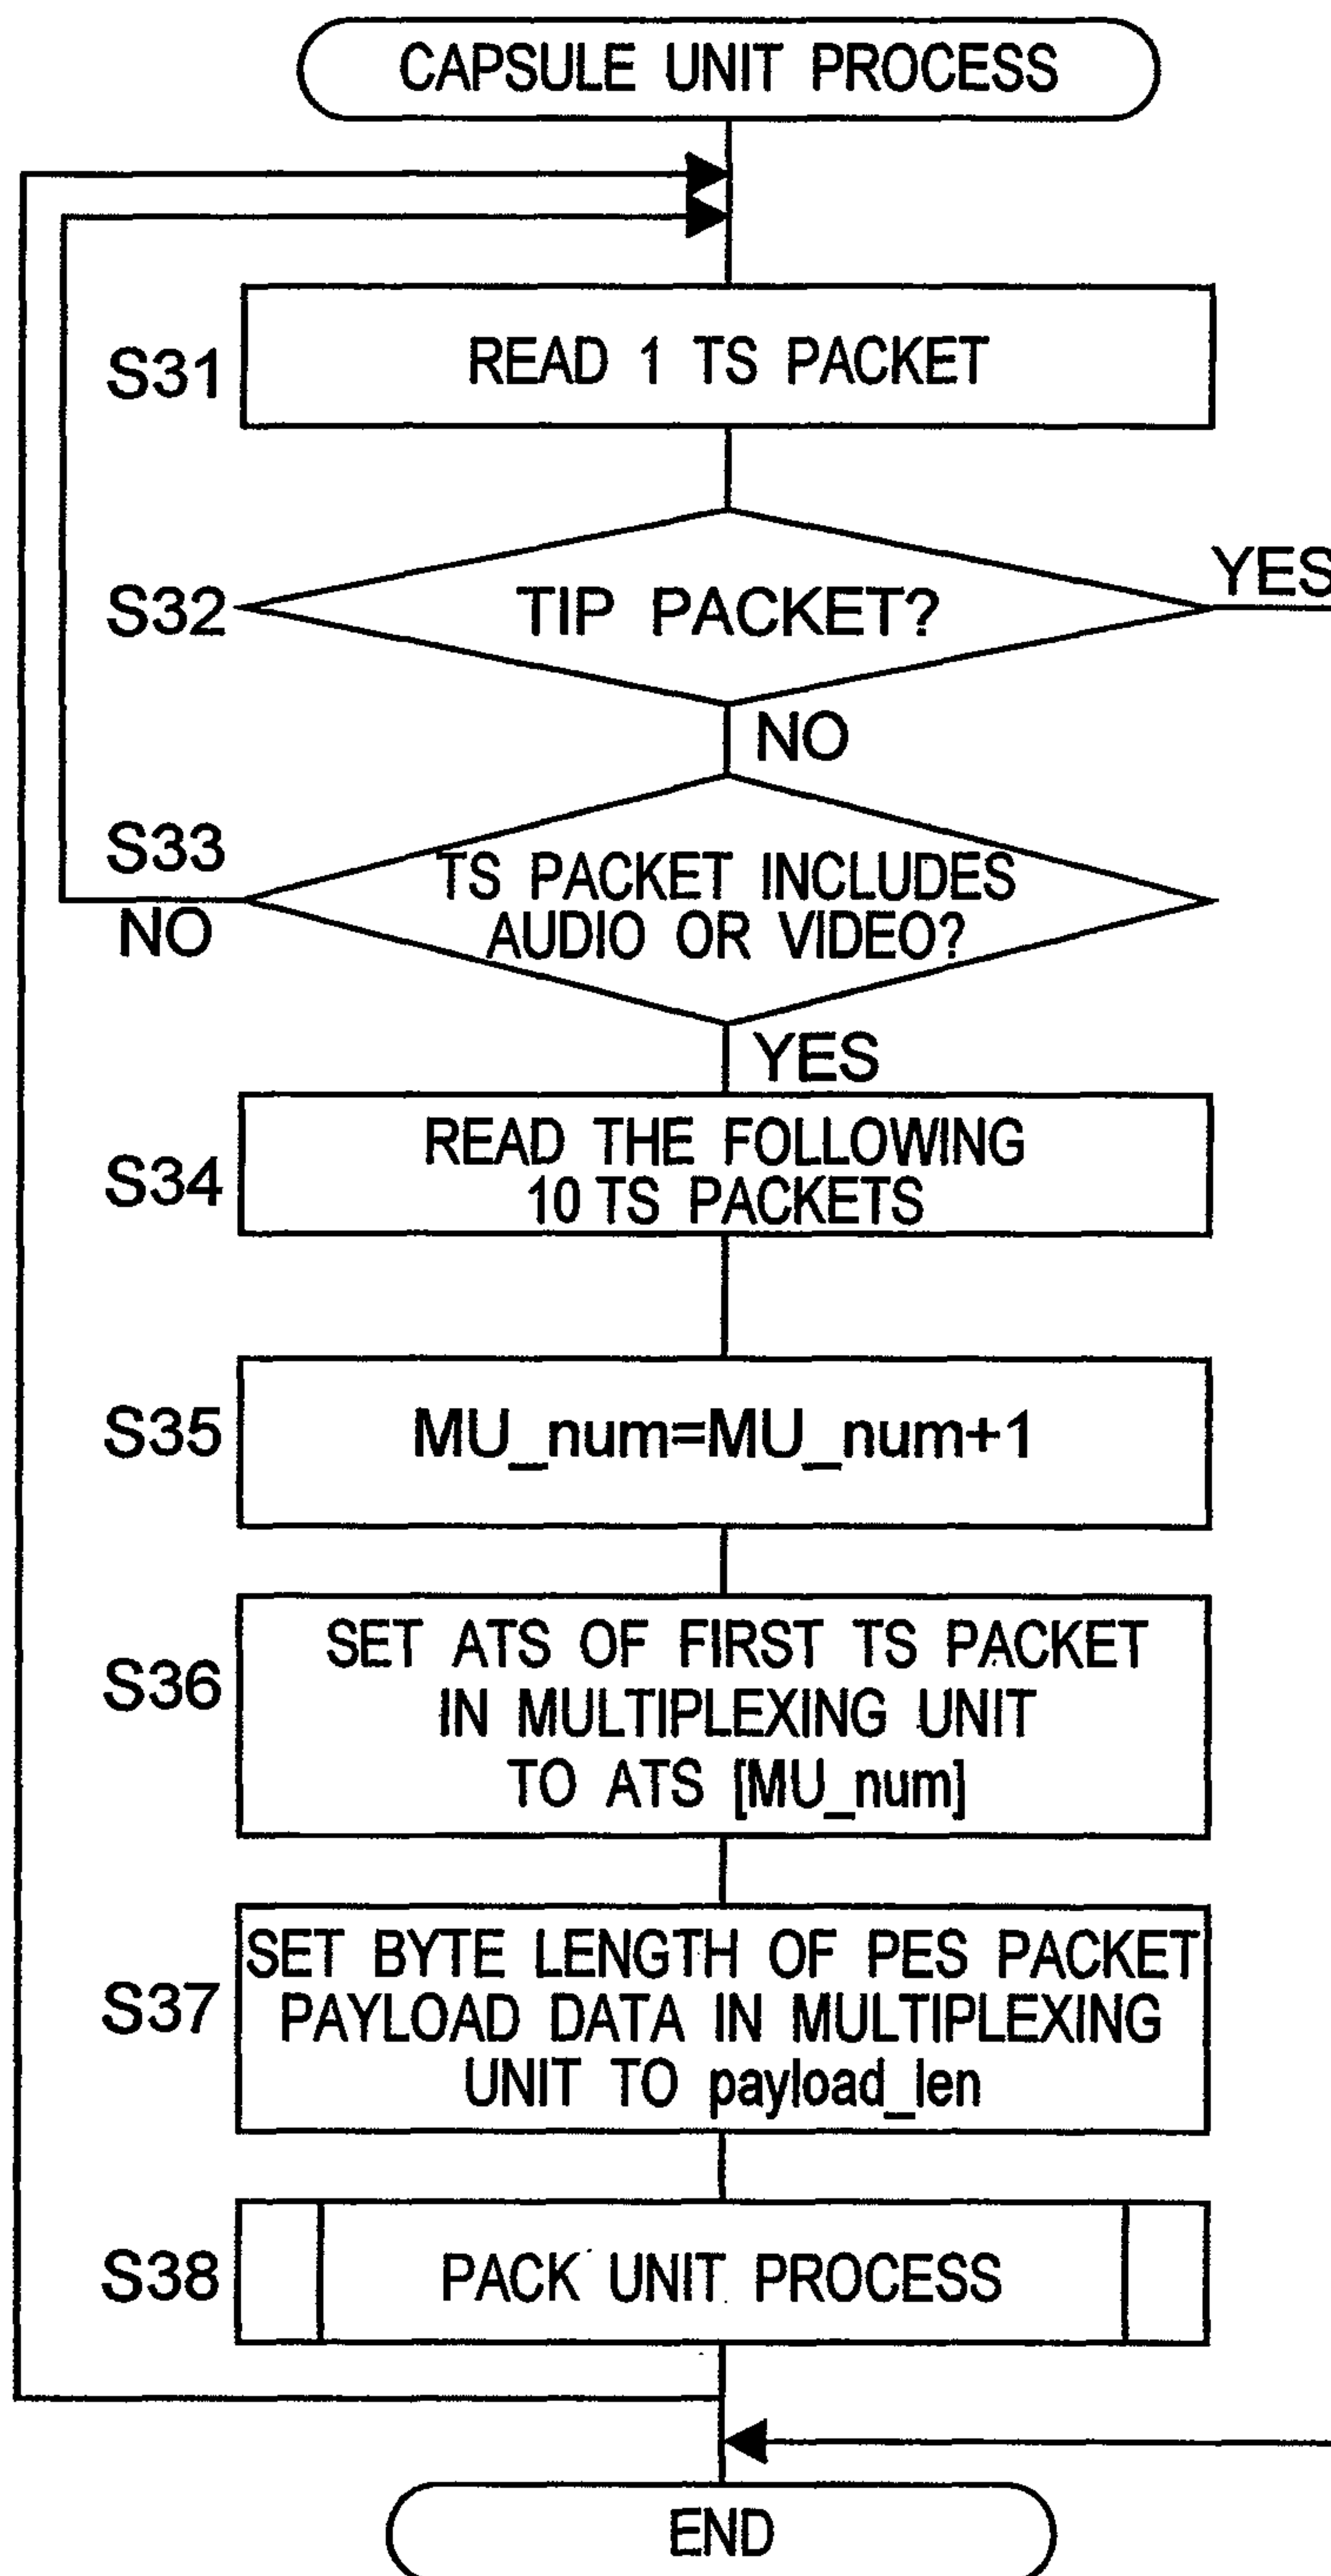 CAPSULE UNIT PROCESS
S31
READ 1 TS PACKET
S32
TIP PACKET?
YES
NO
S33
TS PACKET INCLUDES
AUDIO OR VIDEO?
NO
YES
S34
READ THE FOLLOWING
10 TS PACKETS
S35
MU_num=MU_num+1
S36
SET ATS OF FIRST TS PACKET
IN MULTIPLEXING UNIT
TO ATS [MU_num]
S37
SET BYTE LENGTH OF PES PACKET
PAYLOAD DATA IN MULTIPLEXING
UNIT TO payload_len
S38
PACK UNIT PROCESS
END